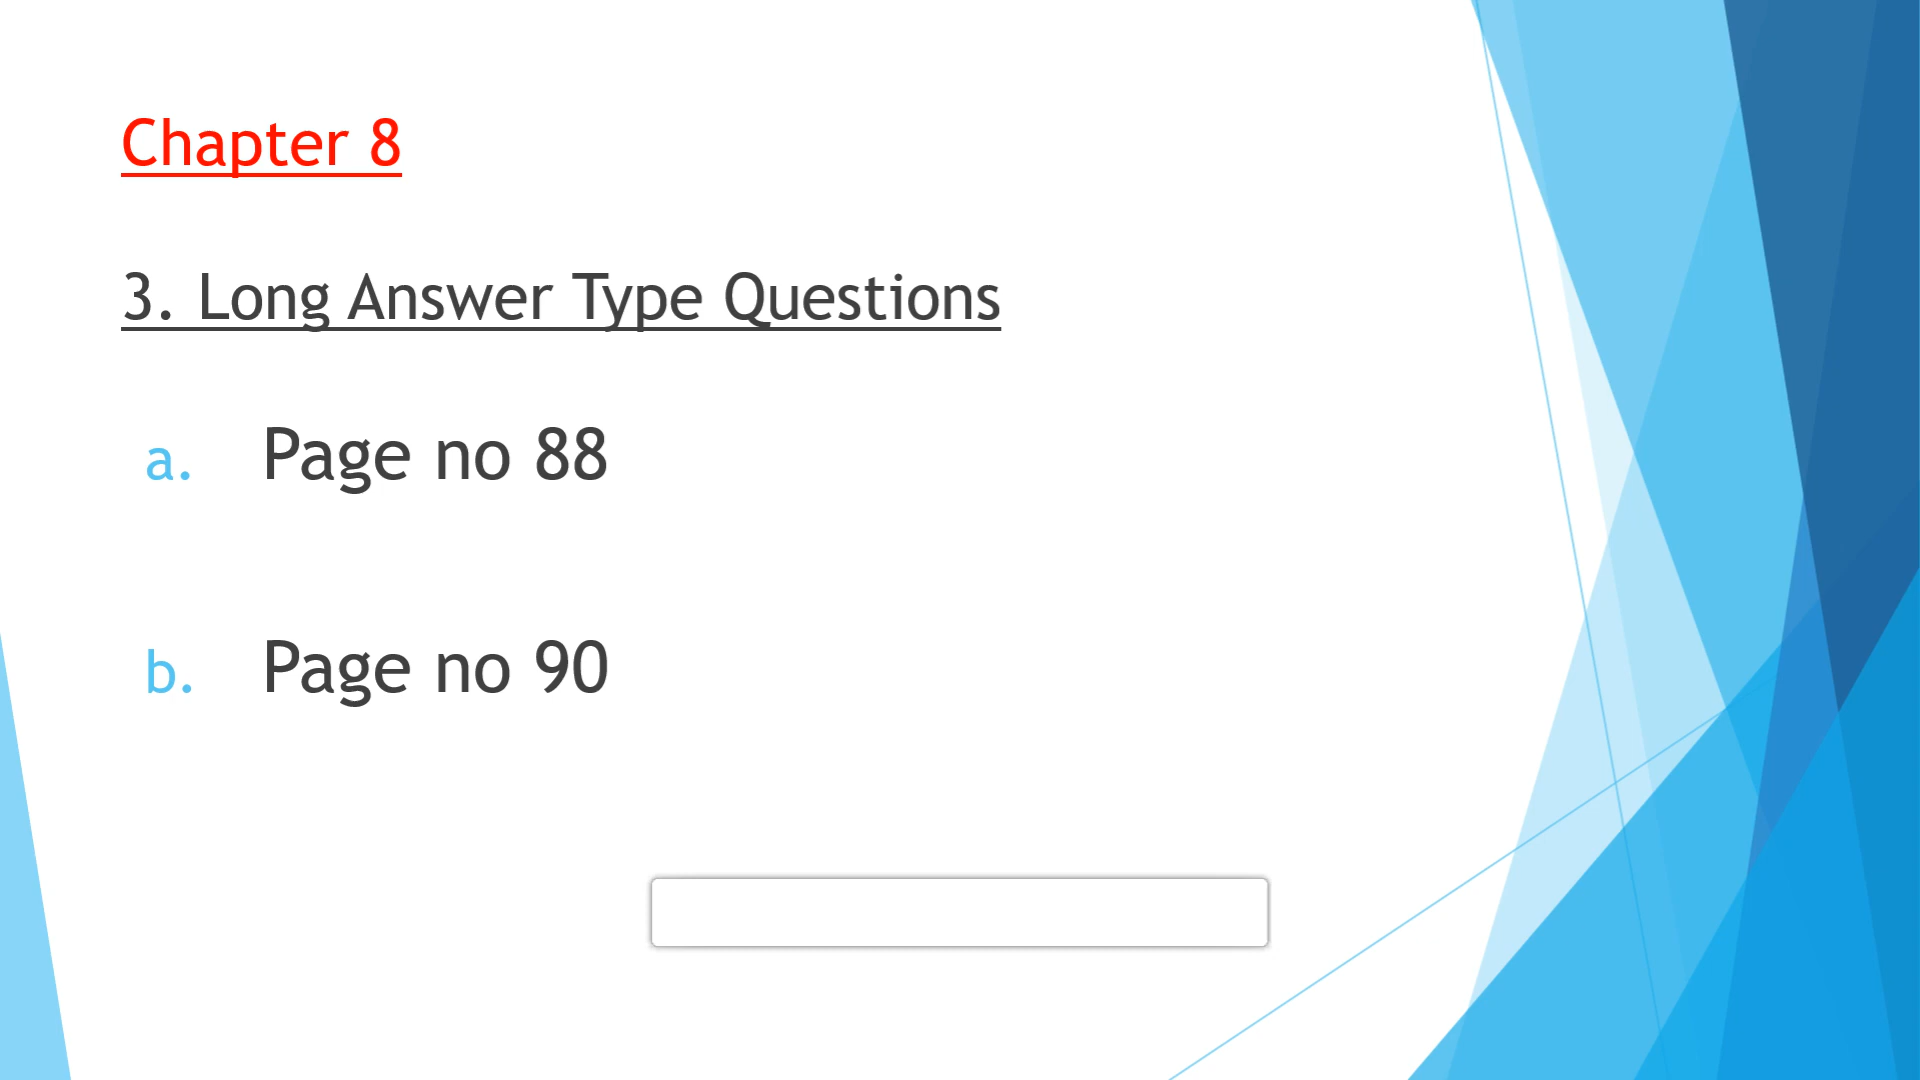 Chapter 8
3. Long Answer Type Questions
a. Page no 88
b. Page no 90